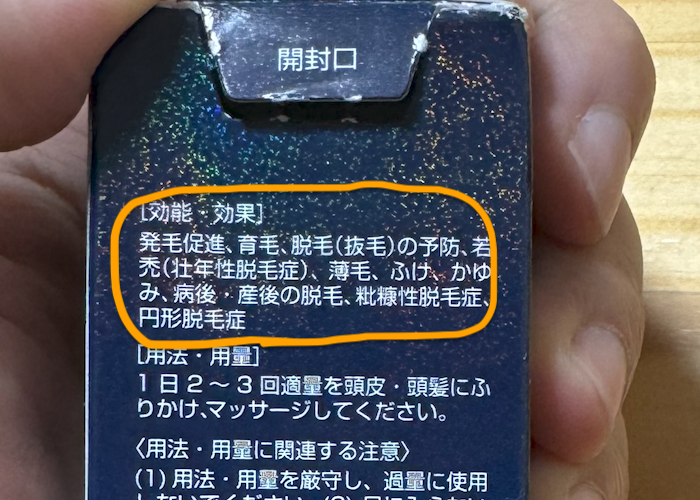 開封口
[効能・効果]
発毛促進、育毛、脱毛(抜毛)の予防、若
禿(壮年性脱毛症)、薄毛、ふけ、かゆ
み、病後・産後の脱毛、粃糠性脱毛症、
円形脱毛症
[用法・用量]
1日2～3回適量を頭皮・頭髪にふ
りかけ、マッサージしてください。
〈用法・用量に関連する注意〉
(1)用法・用量を厳守し、過量に使用